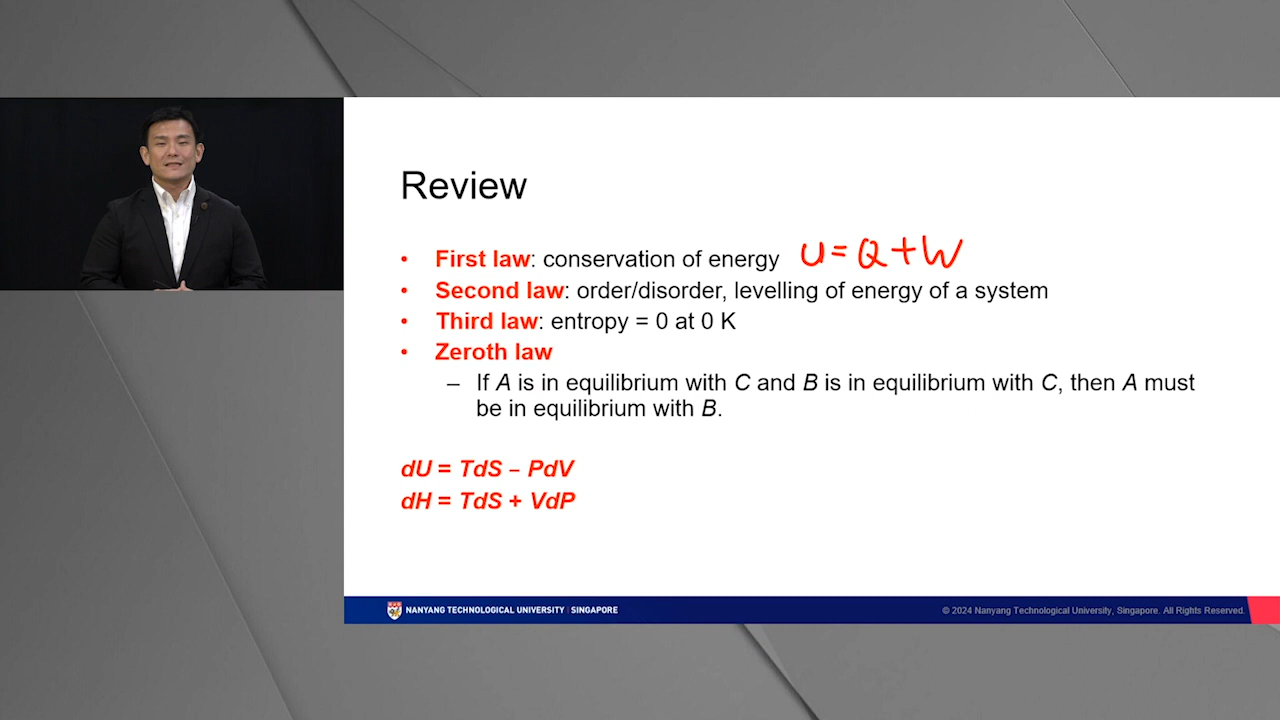 Review
• First law: conservation of energy U = Q + W
• Second law: order/disorder, levelling of energy of a system
• Third law: entropy = 0 at 0 K
• Zeroth law
– If A is in equilibrium with C and B is in equilibrium with C, then A must
be in equilibrium with B.
dU = TdS – PdV
dH = TdS + VdP
NANYANG TECHNOLOGICAL UNIVERSITY | SINGAPORE
© 2024 Nanyang Technological University, Singapore. All Rights Reserved.